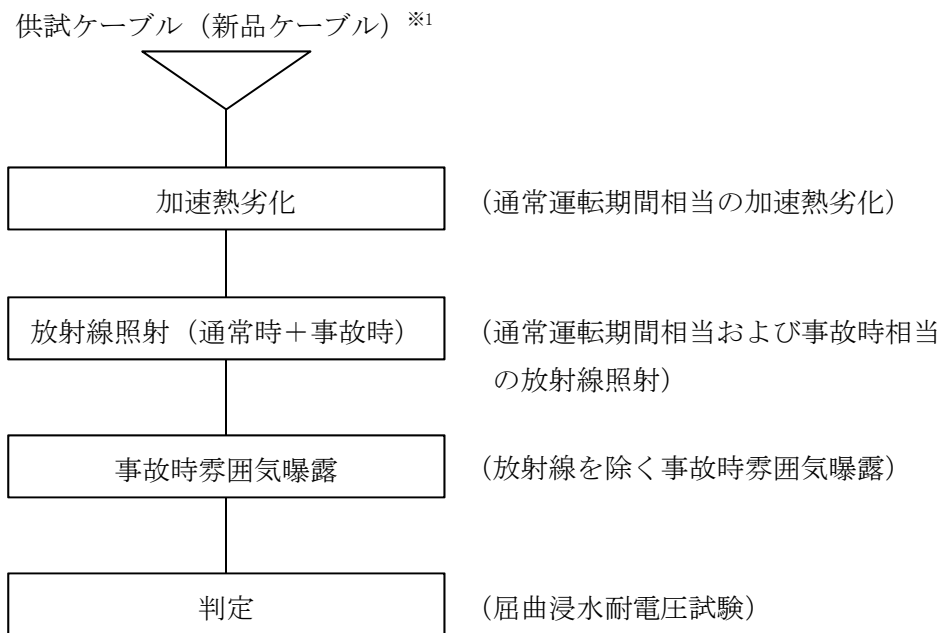 供試ケーブル（新品ケーブル）※1
加速熱劣化
（通常運転期間相当の加速熱劣化）
放射線照射（通常時＋事故時）
（通常運転期間相当および事故時相当
の放射線照射）
事故時雰囲気曝露
（放射線を除く事故時雰囲気曝露）
判定
（屈曲浸水耐電圧試験）